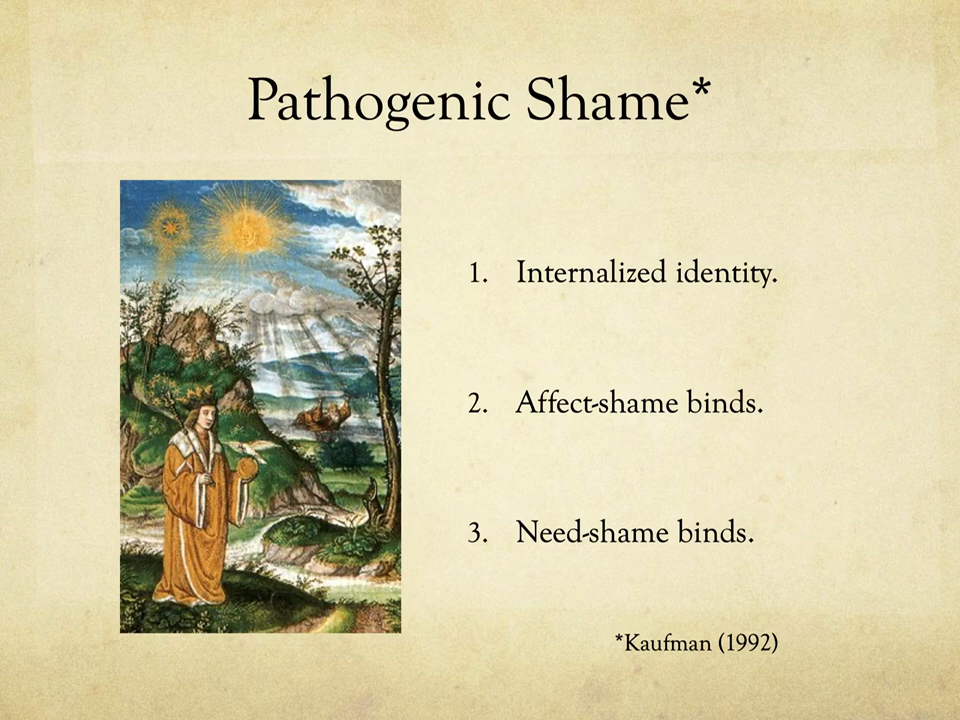 Pathogenic Shame*
1. Internalized identity.
2. Affect-shame binds.
3. Need-shame binds.
*Kaufman (1992)